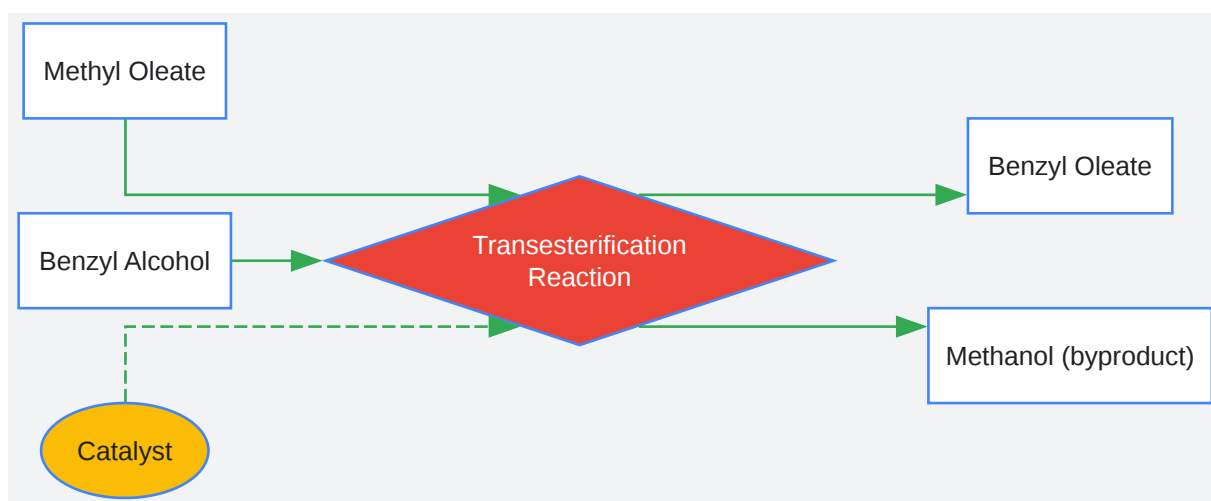 Methyl Oleate
Benzyl Oleate
Benzyl Alcohol
Transesterification
Reaction
Methanol (byproduct)
Catalyst